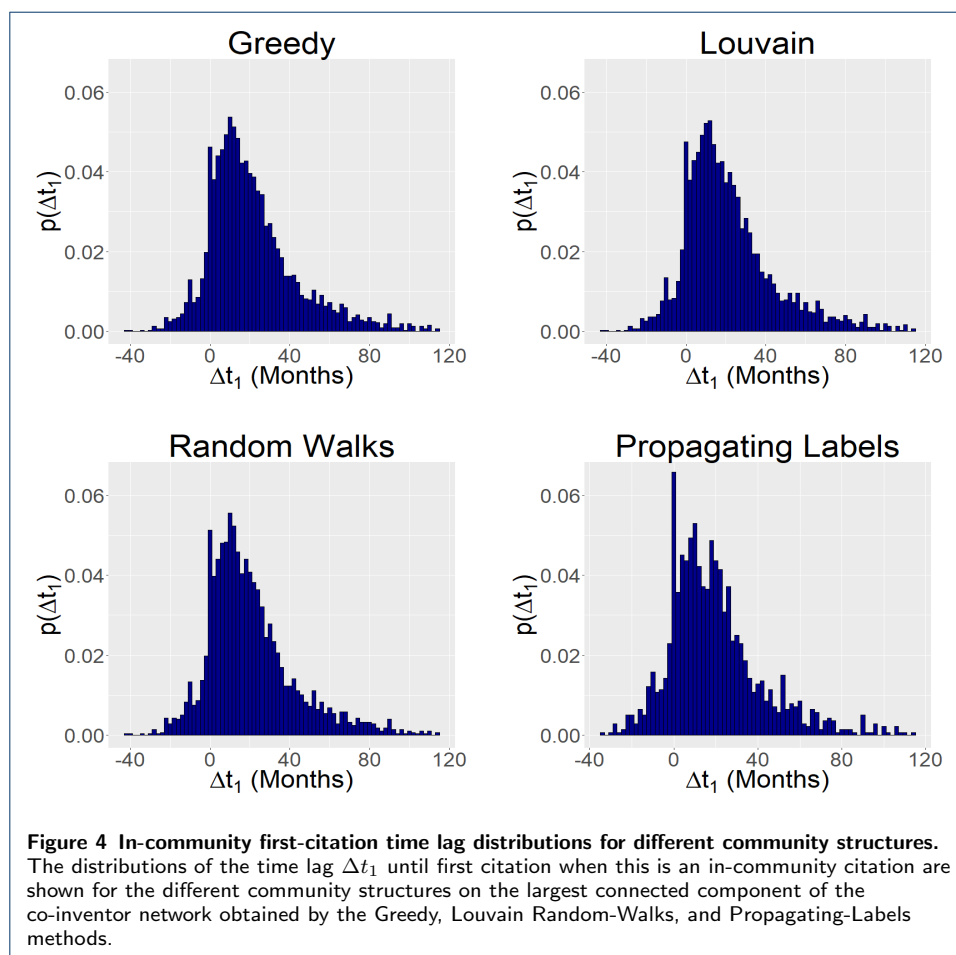 Greedy
0.06
0.04
0.02
0.00
p(Δt₁)
-40 0 40 80 120
Δt₁ (Months)
Louvain
0.06
0.04
0.02
0.00
p(Δt₁)
-40 0 40 80 120
Δt₁ (Months)
Random Walks
0.06
0.04
0.02
0.00
p(Δt₁)
-40 0 40 80 120
Δt₁ (Months)
Propagating Labels
0.06
0.04
0.02
0.00
p(Δt₁)
-40 0 40 80 120
Δt₁ (Months)
Figure 4 In-community first-citation time lag distributions for different community structures.
The distributions of the time lag Δt₁ until first citation when this is an in-community citation are
shown for the different community structures on the largest connected component of the
co-inventor network obtained by the Greedy, Louvain Random-Walks, and Propagating-Labels
methods.